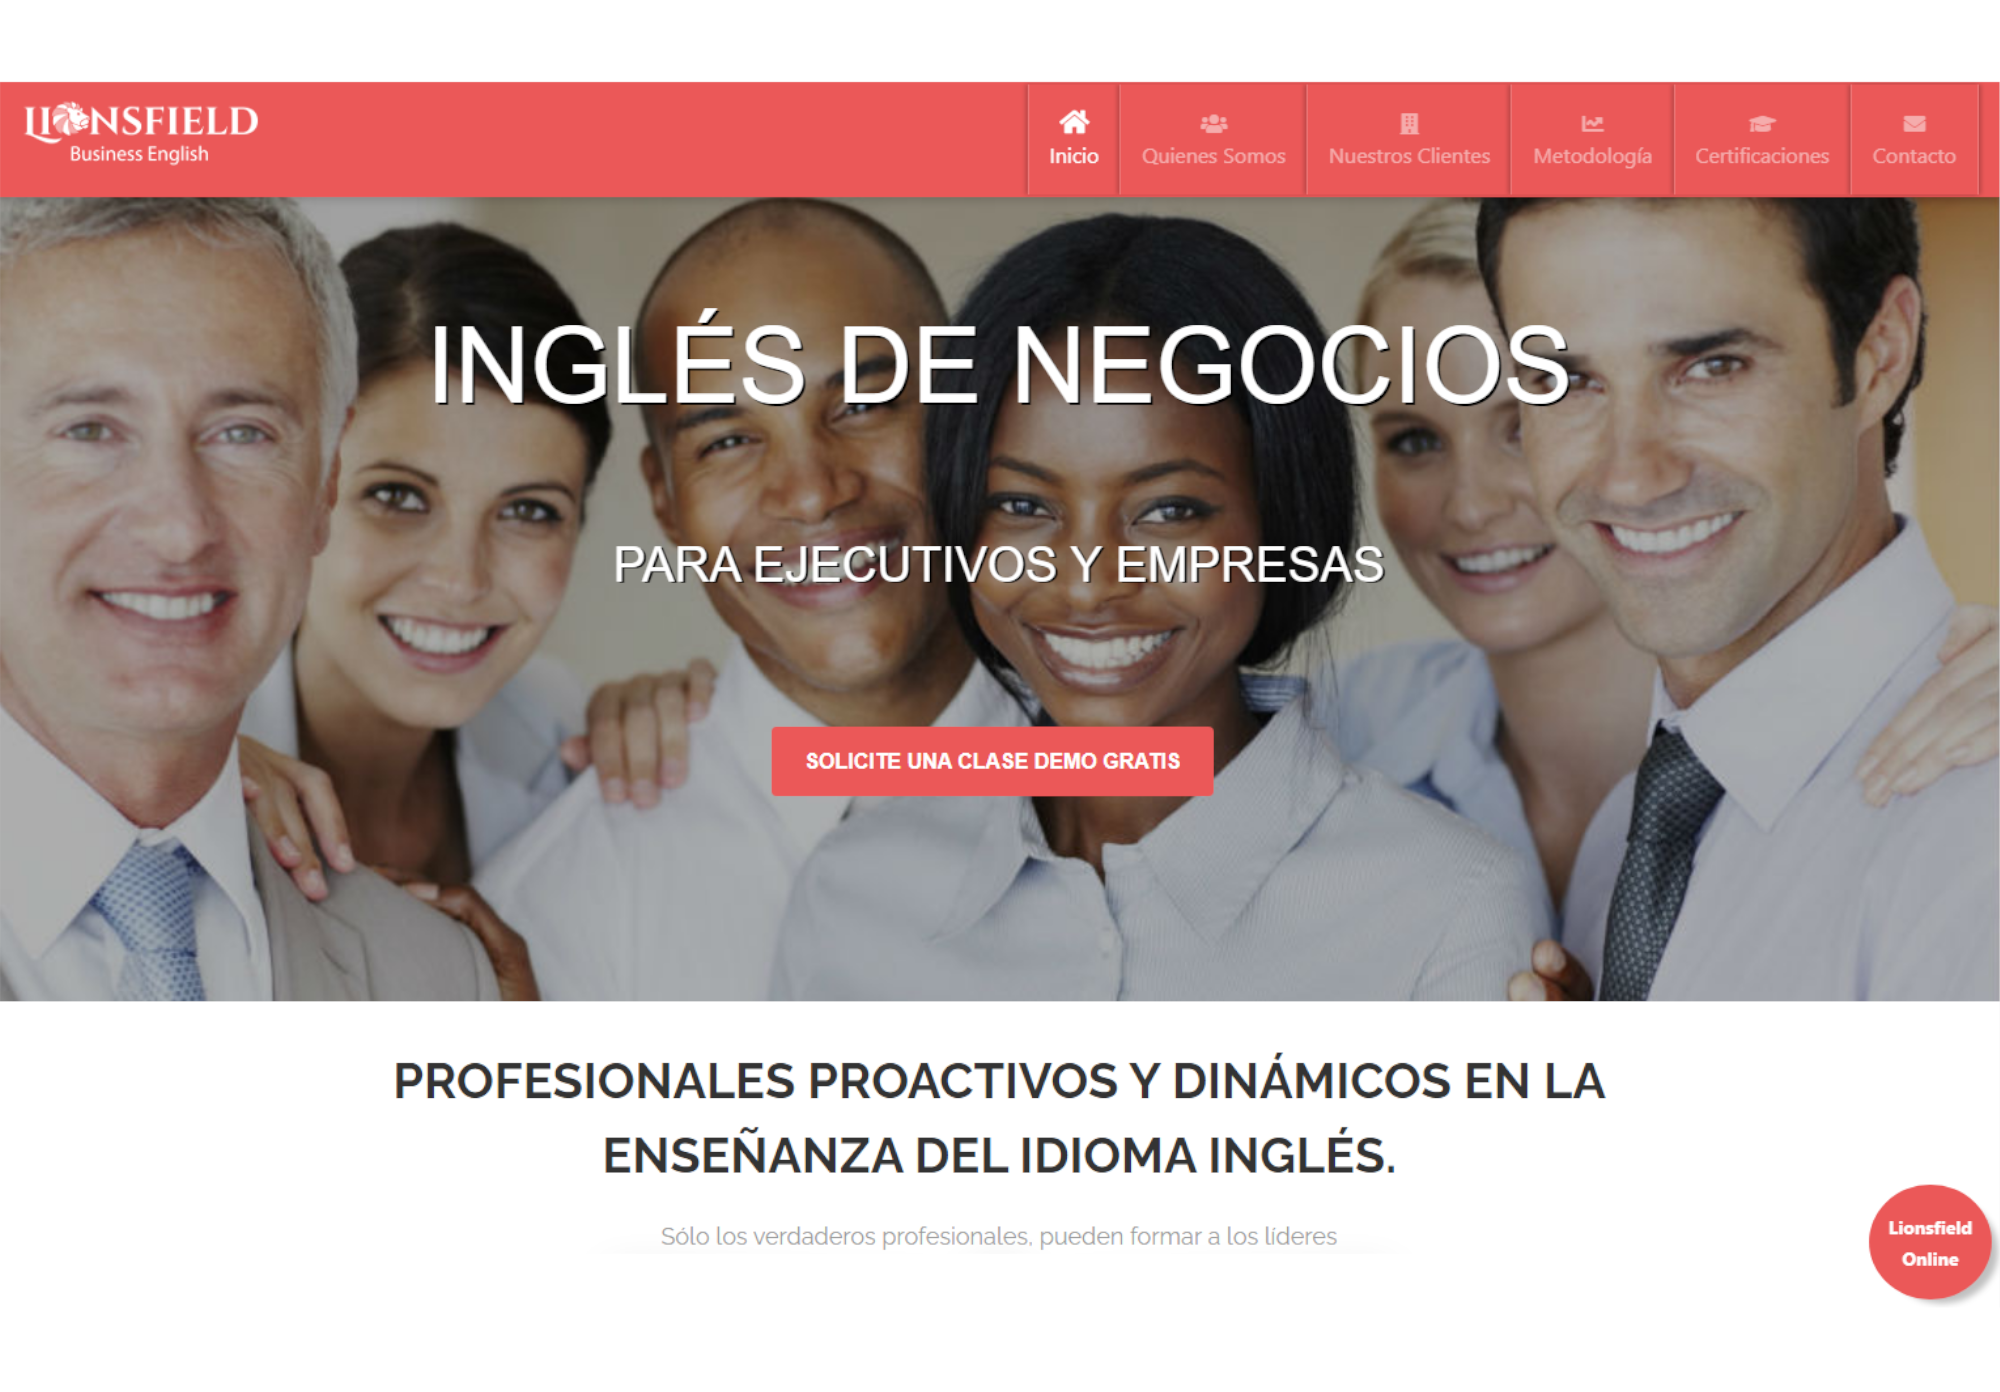 LIONSFIELD
Business English
Inicio
Quienes Somos
Nuestros Clientes
Metodología
Certificaciones
Contacto
INGLÉS DE NEGOCIOS
PARA EJECUTIVOS Y EMPRESAS
SOLICITE UNA CLASE DEMO GRATIS
PROFESIONALES PROACTIVOS Y DINÁMICOS EN LA
ENSEÑANZA DEL IDIOMA INGLÉS.
Sólo los verdaderos profesionales, pueden formar a los líderes
Lionsfield
Online